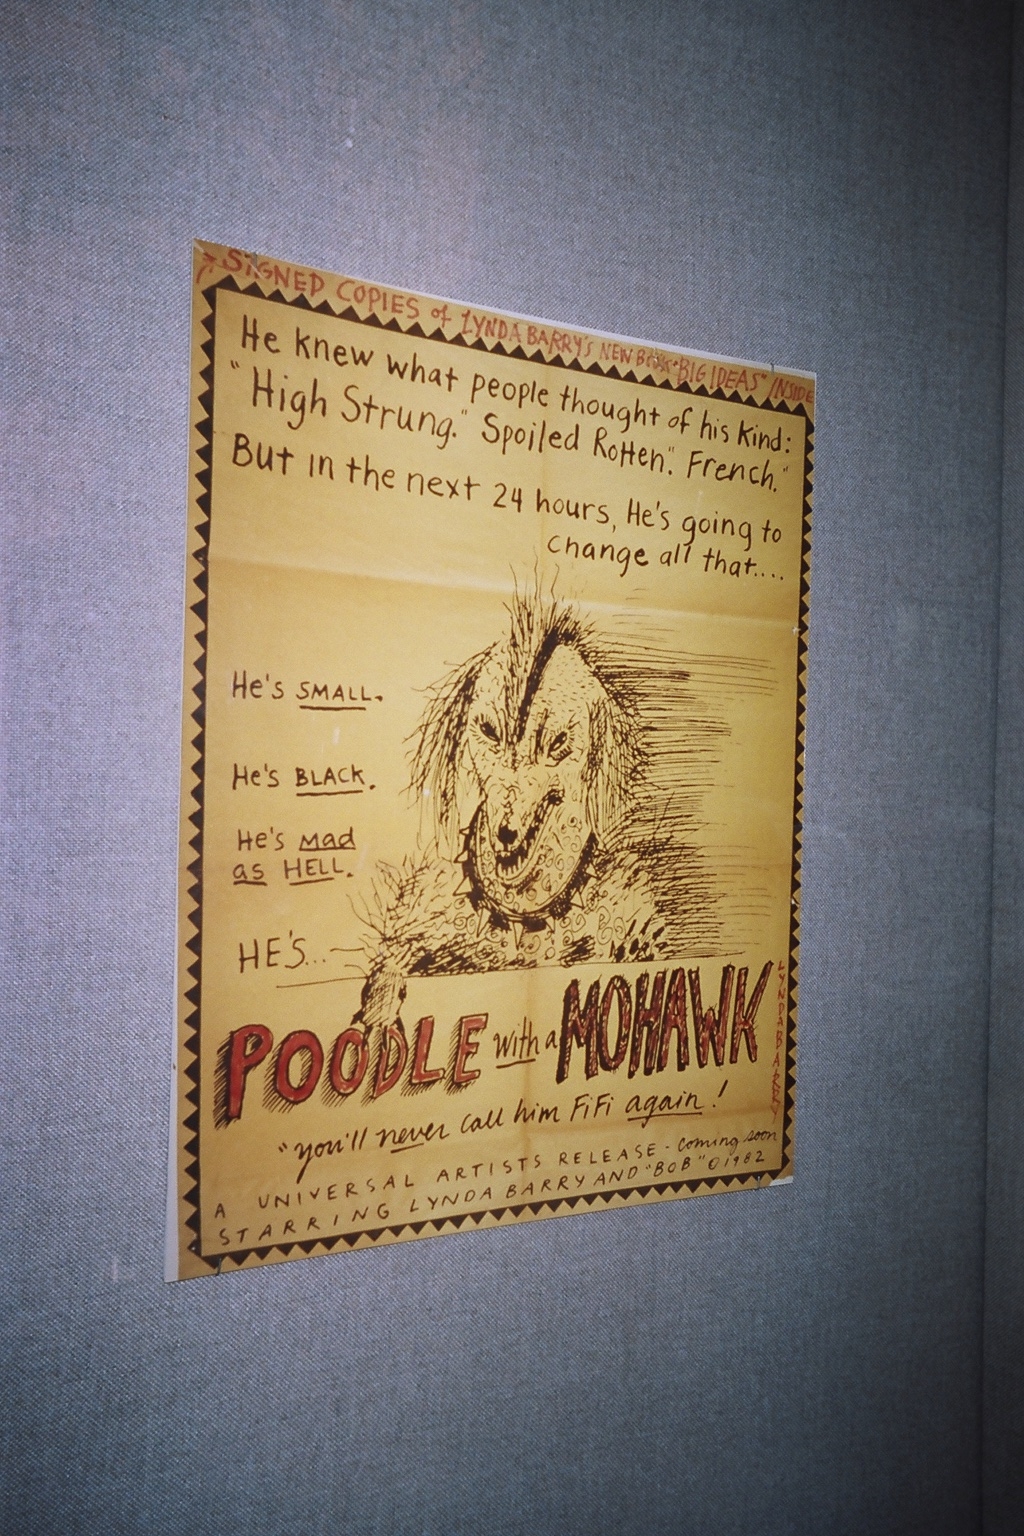 SIGNED COPIES of LYNDA BARRY'S NEW BOOK "BIG IDEAS" INSIDE
He knew what people thought of his kind:
"High Strung." "Spoiled Rotten." "French."
But in the next 24 hours, He's going to
change all that....
He's SMALL.
He's BLACK.
He's mad
as HELL.
HE'S...
POODLE with a MOHAWK
LYNDA BARRY
"you'll never call him FiFi again!
A UNIVERSAL ARTISTS RELEASE - coming soon
STARRING LYNDA BARRY AND "BOB" © 1982